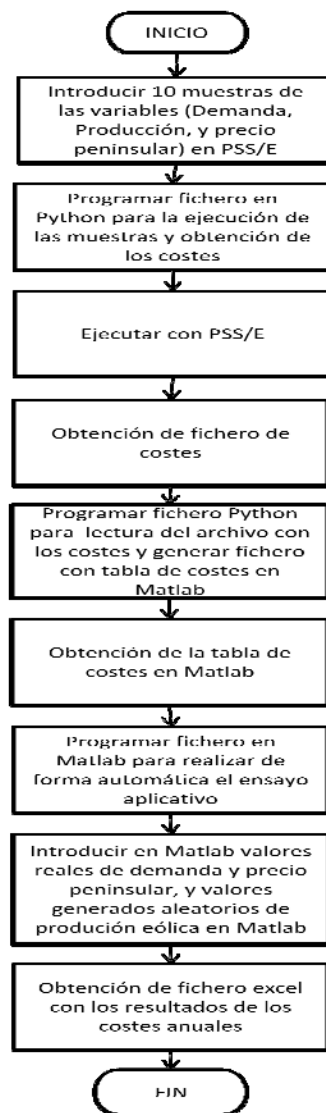 INICIO
Introducir 10 muestras de
las variables (Demanda,
Producción, y precio
peninsular) en PSS/E
Programar fichero en
Python para la ejecución de
las muestras y obtención de
los costes
Ejecutar con PSS/E
Obtención de fichero de
costes
Programar fichero Python
para lectura del archivo con
los costes y generar fichero
con tabla de costes en
Matlab
Obtención de la tabla de
costes en Matlab
Programar fichero en
Matlab para realizar de
forma automática el ensayo
aplicativo
Introducir en Matlab valores
reales de demanda y precio
peninsular, y valores
generados aleatorios de
produción eólica en Matlab
Obtención de fichero excel
con los resultados de los
costes anuales
FIN